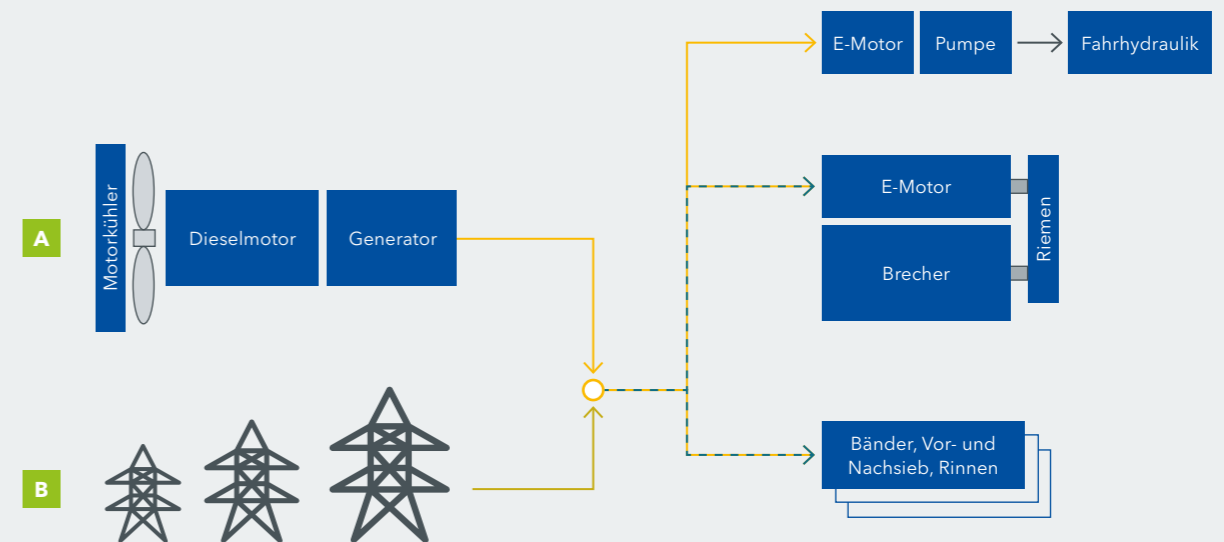 E-Motor
Pumpe
Fahrhydraulik
Motorkühler
A
Dieselmotor
Generator
E-Motor
Brecher
Riemen
B
Bänder, Vor- und
Nachsieb, Rinnen